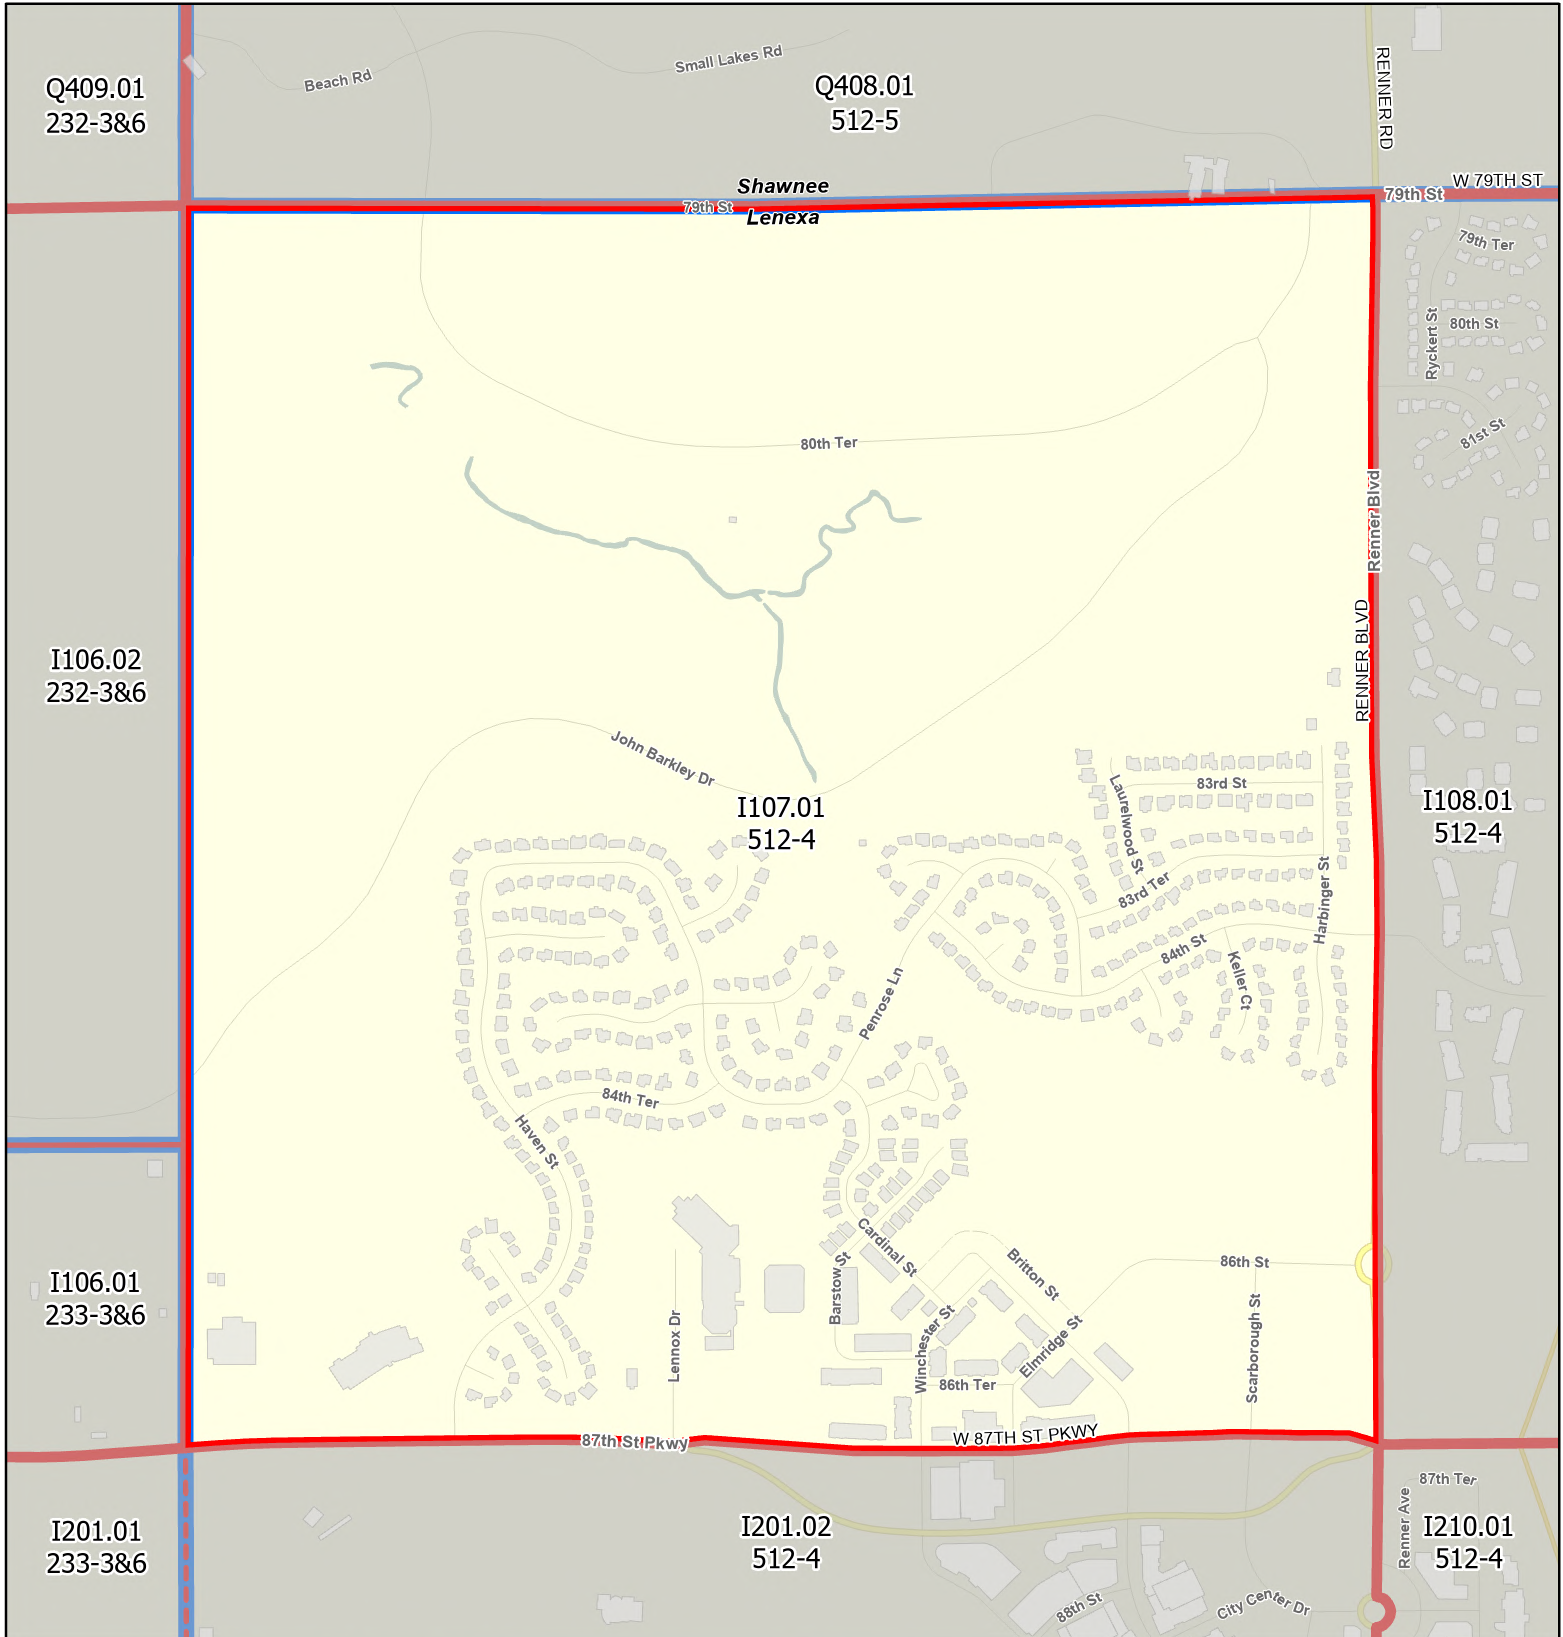 Small Lakes Rd
Beach Rd
Q409.01
232-3&6
Q408.01
512-5
RENNER RD
Shawnee
W 79TH ST
79th St
79th St
Lenexa
79th Ter
80th St
Ryckert St
81st St
80th Ter
Renner Blvd
RENNER BLVD
I106.02
232-3&6
John Barkley Dr
83rd St
Laurelwood St
I107.01
512-4
I108.01
512-4
83rd Ter
Harbinger St
84th St
Keller Ct
Penrose Ln
84th Ter
Haven St
Cardinal St
Britton St
86th St
I106.01
233-3&6
Barstow St
Lennox Dr
Winchester St
Elmridge St
Scarborough St
86th Ter
87th St Pkwy
W 87TH ST PKWY
87th Ter
Renner Ave
I201.01
233-3&6
I201.02
512-4
I210.01
512-4
88th St
City Center Dr